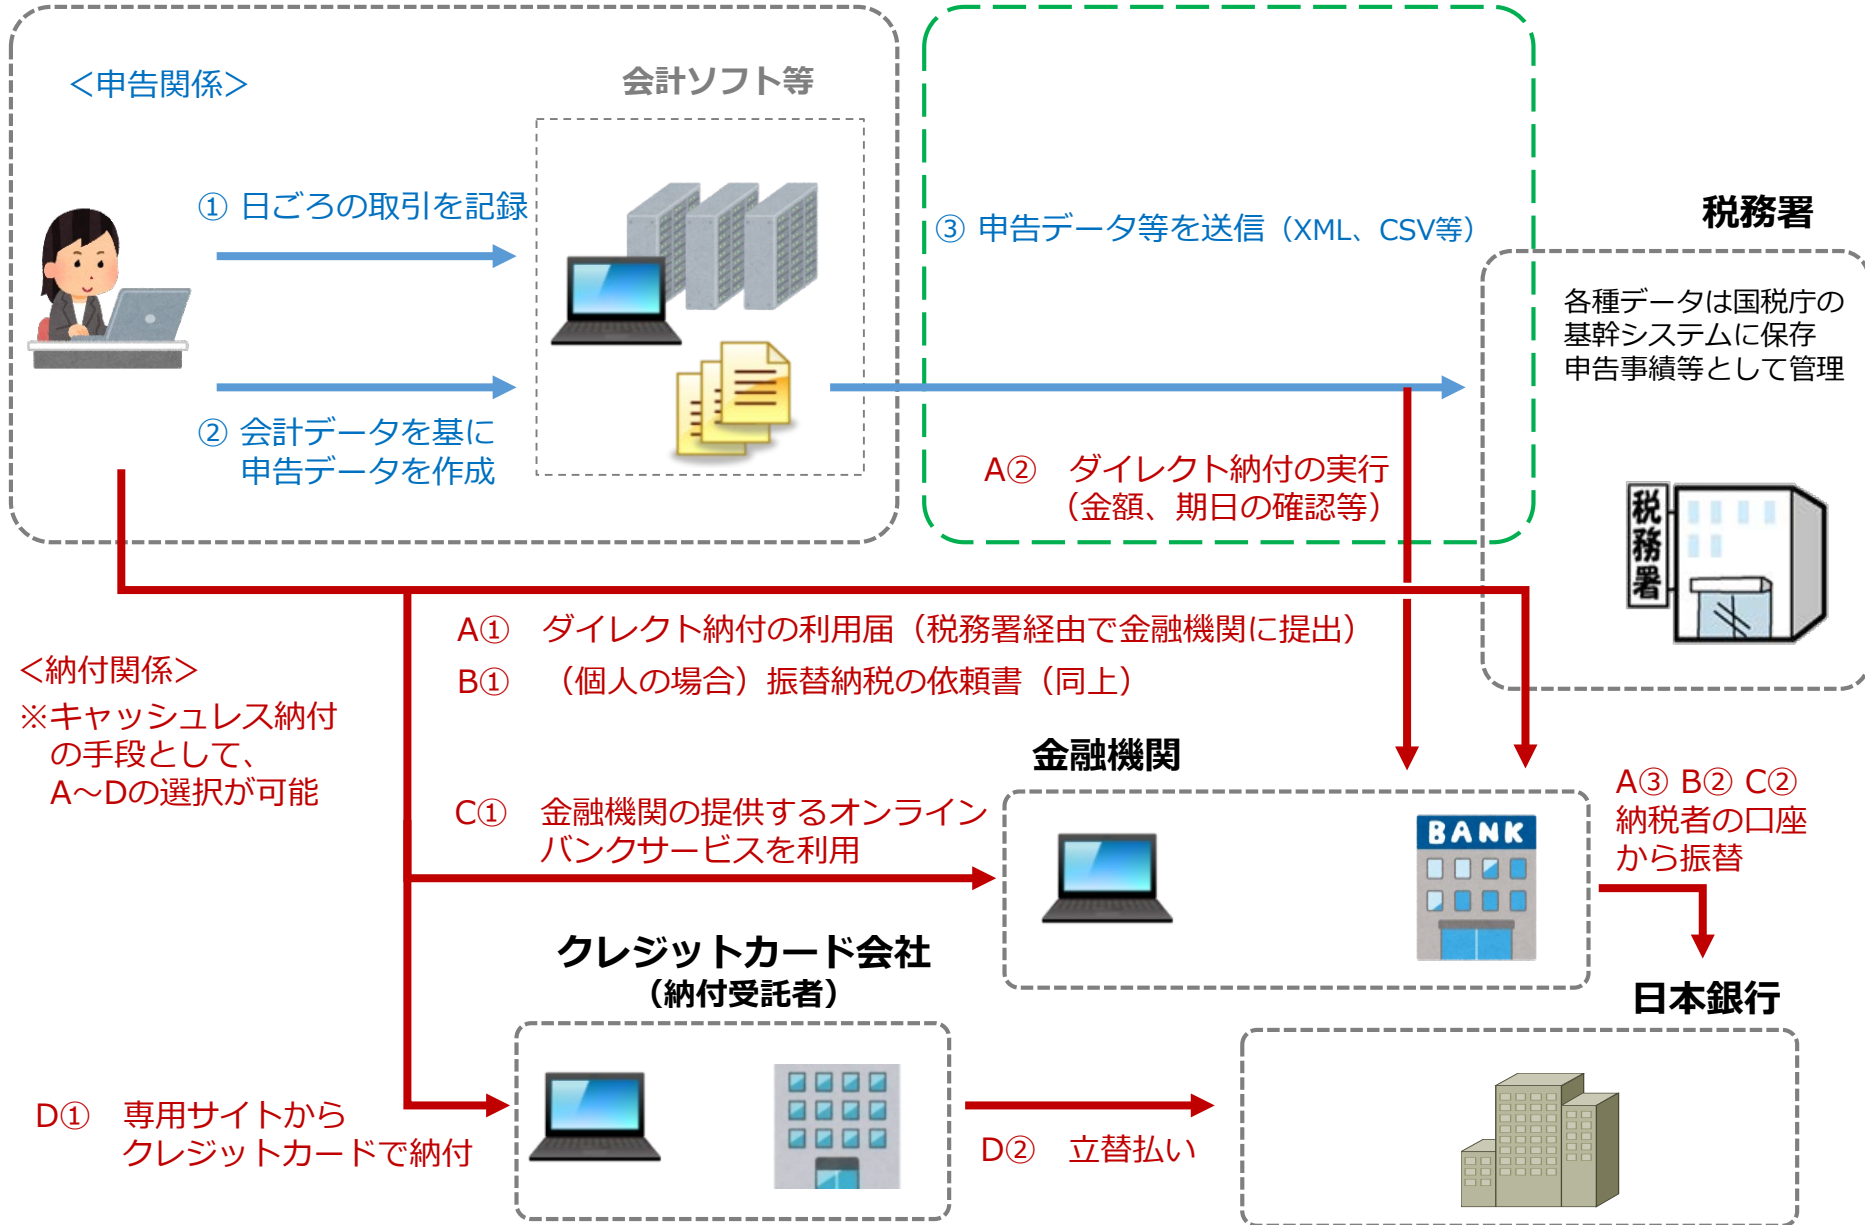 ＜申告関係＞
会計ソフト等
① 日ごろの取引を記録
② 会計データを基に
申告データを作成
③ 申告データ等を送信（XML、CSV等）
税務署
各種データは国税庁の
基幹システムに保存
申告事績等として管理
税務署
A② ダイレクト納付の実行
（金額、期日の確認等）
A① ダイレクト納付の利用届（税務署経由で金融機関に提出）
B① （個人の場合）振替納税の依頼書（同上）
＜納付関係＞
※キャッシュレス納付
の手段として、
A～Dの選択が可能
金融機関
C① 金融機関の提供するオンライン
バンクサービスを利用
BANK
A③ B② C②
納税者の口座
から振替
クレジットカード会社
（納付受託者）
日本銀行
D① 専用サイトから
クレジットカードで納付
D② 立替払い